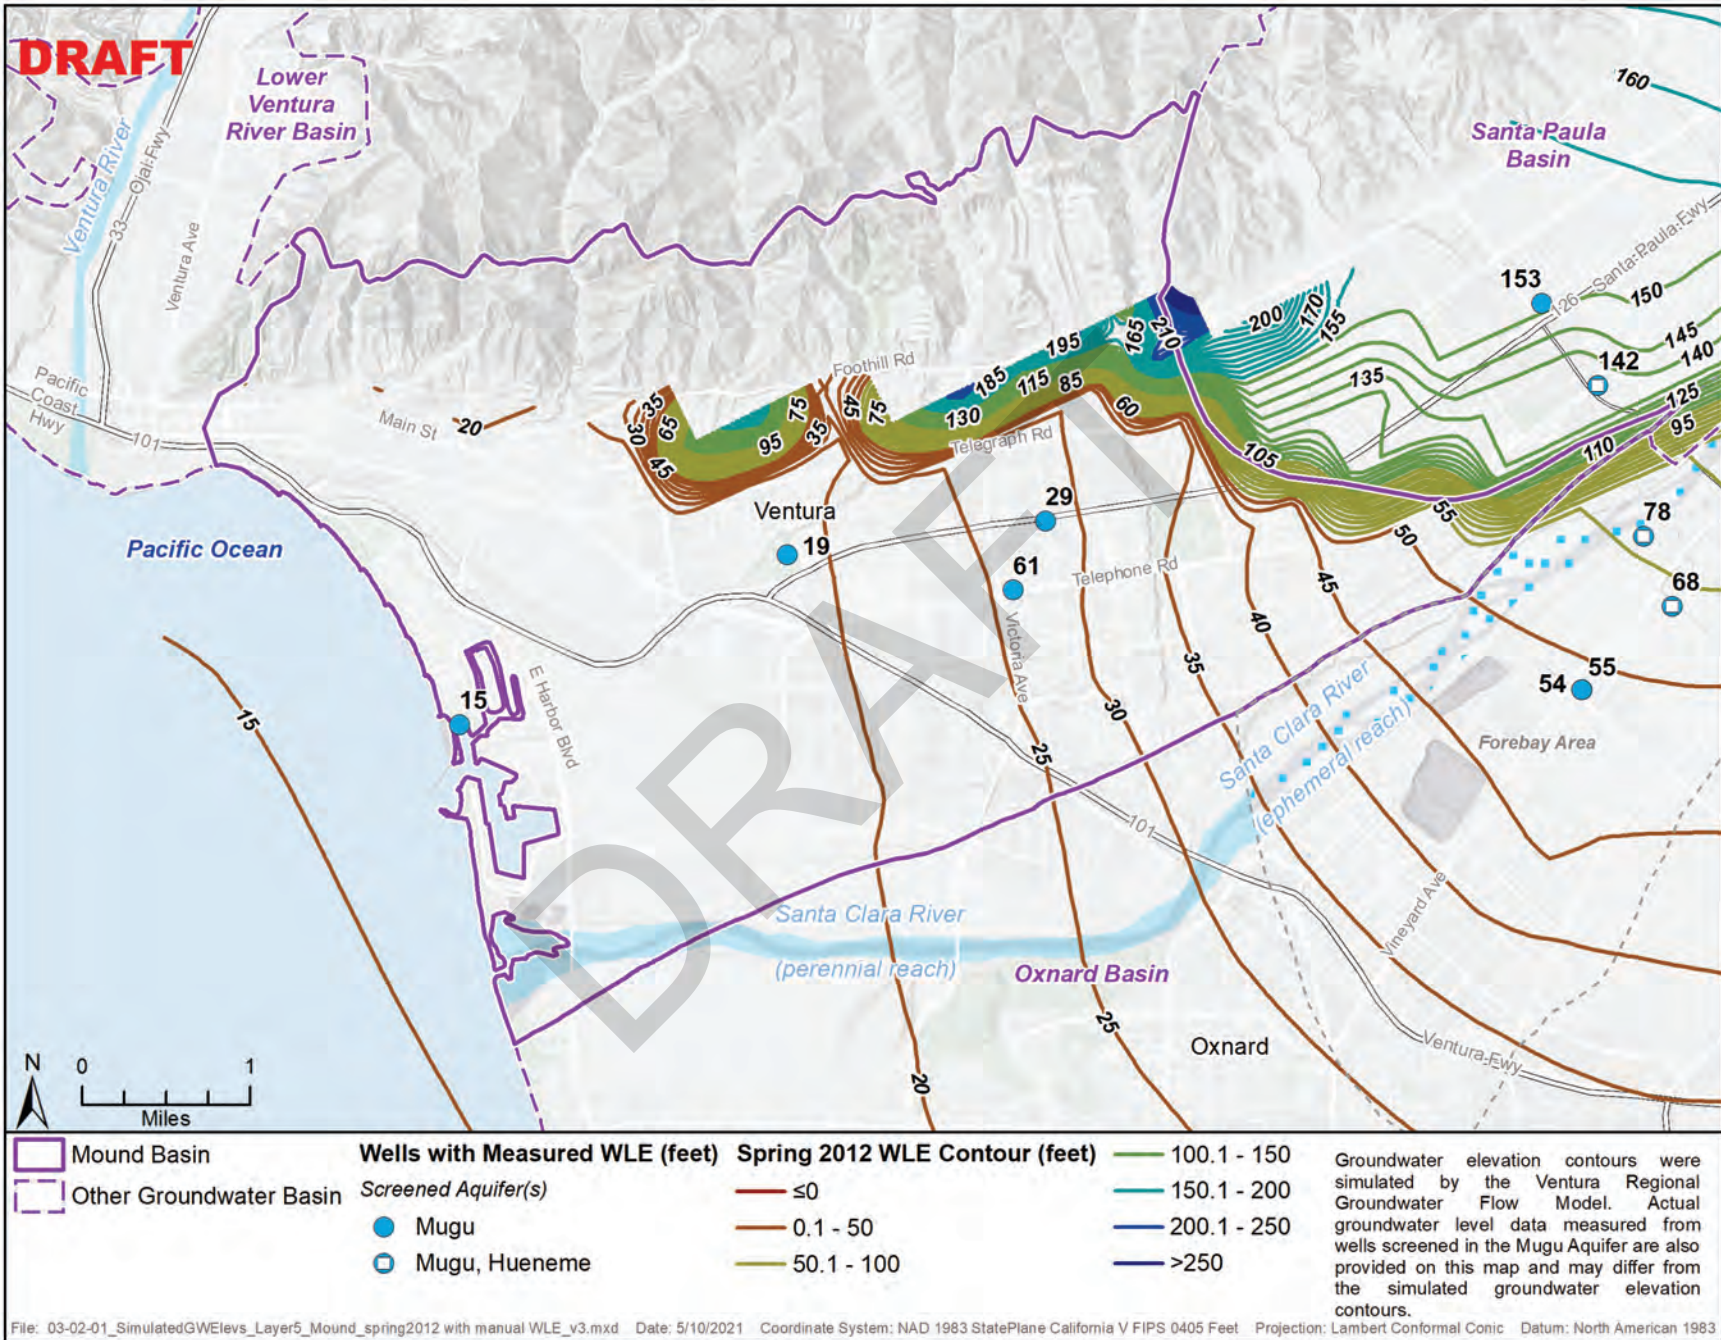 DRAFT
Lower
Ventura
River Basin
Ventura River
33
Ojai Fwy
Ventura Ave
160
Santa Paula
Basin
126
Santa Paula Fwy
153
150
145
142
140
135
125
110
95
200
170
155
210
165
195
185
115
85
130
75
45
60
105
Foothill Rd
Telegraph Rd
Pacific
Coast
Hwy
101
Main St
20
35
30
65
45
95
75
35
Ventura
19
29
61
Telephone Rd
Victoria Ave
55
50
45
40
35
30
25
78
68
55
54
Forebay Area
Pacific Ocean
15
15
E Harbor Blvd
Santa Clara River
(ephemeral reach)
101
Vineyard Ave
Santa Clara River
(perennial reach)
Oxnard Basin
25
20
Oxnard
Ventura Fwy
DRAFT
N
0
1
Miles
Mound Basin
Other Groundwater Basin
Wells with Measured WLE (feet)
Screened Aquifer(s)
Mugu
Mugu, Hueneme
Spring 2012 WLE Contour (feet)
≤0
0.1 - 50
50.1 - 100
100.1 - 150
150.1 - 200
200.1 - 250
>250
Groundwater elevation contours were
simulated by the Ventura Regional
Groundwater Flow Model. Actual
groundwater level data measured from
wells screened in the Mugu Aquifer are also
provided on this map and may differ from
the simulated groundwater elevation
contours.
File: 03-02-01_SimulatedGWElevs_Layer5_Mound_spring2012 with manual WLE_v3.mxd Date: 5/10/2021 Coordinate System: NAD 1983 StatePlane California V FIPS 0405 Feet Projection: Lambert Conformal Conic Datum: North American 1983